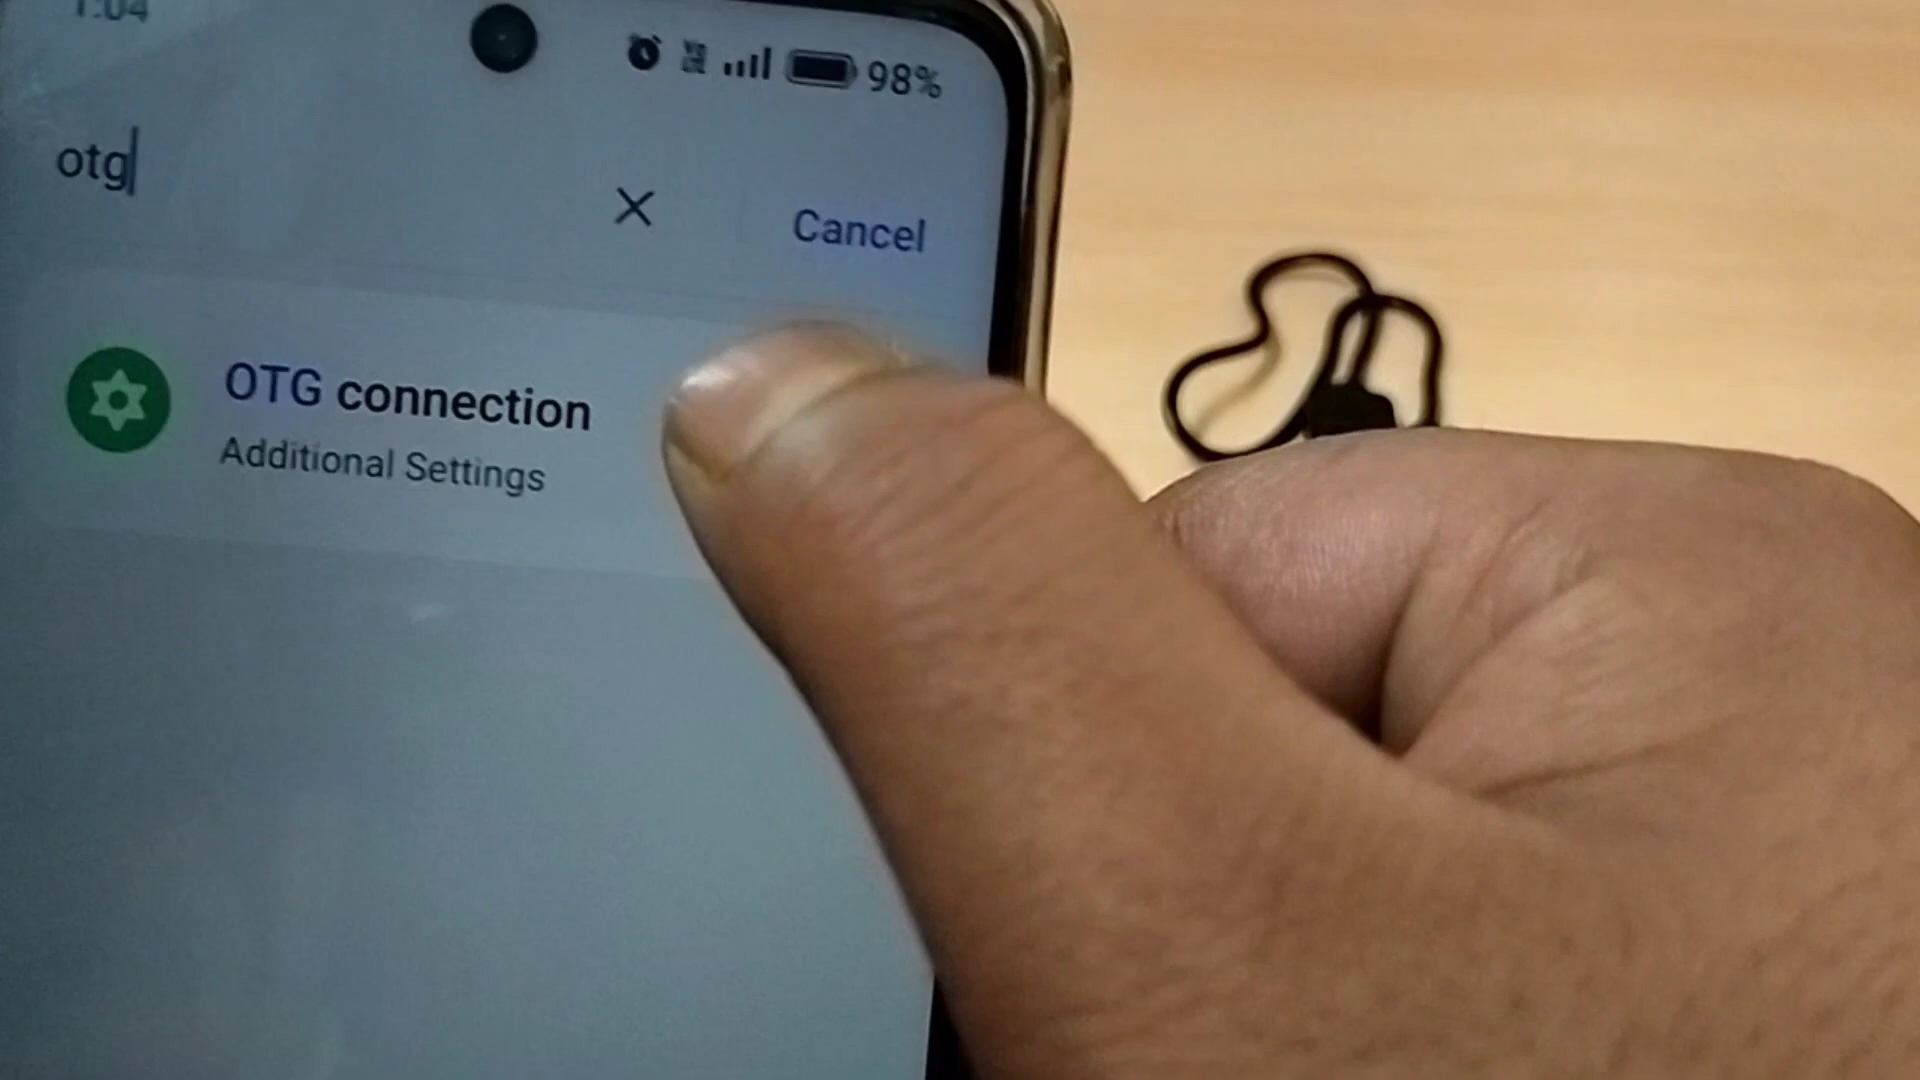 1:04
98%
otg
Cancel
OTG connection
Additional Settings